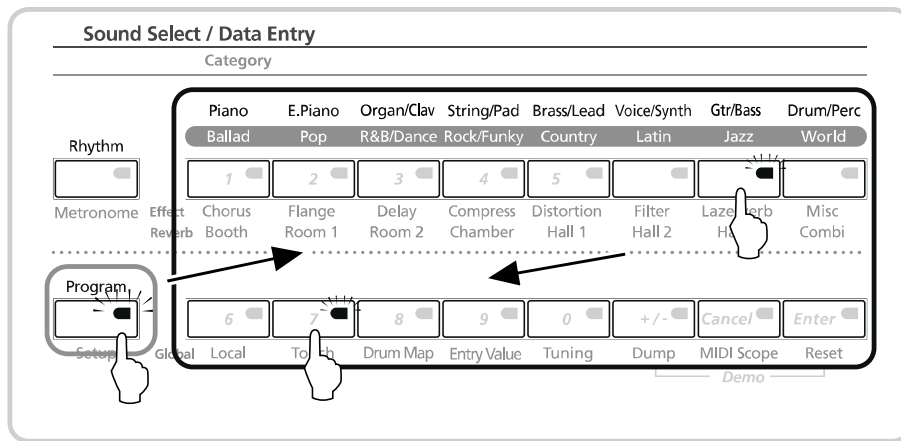 Sound Select / Data Entry
Category
Piano E.Piano Organ/Clav String/Pad Brass/Lead Voice/Synth Gtr/Bass Drum/Perc
Rhythm Ballad Pop R&B/Dance Rock/Funky Country Latin Jazz World
1 2 3 4 5
Metronome Effect Chorus Flange Delay Compress Distortion Filter Misc
Reverb Booth Room 1 Room 2 Chamber Hall 1 Hall 2 Combi
Program
6 7 8 9 0 +/- Cancel Enter
Setup Global Local Drum Map Entry Value Tuning Dump MIDI Scope Reset
Demo